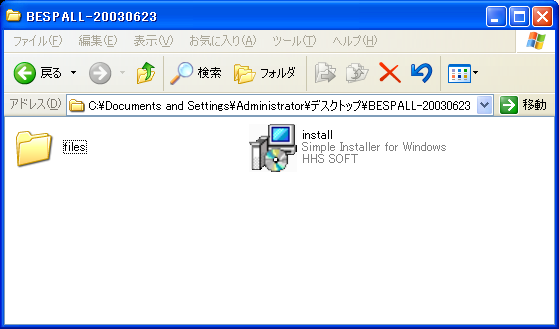 BESPALL-20030623
ファイル(F) 編集(E) 表示(V) お気に入り(A) ツール(T) ヘルプ(H)
戻る 検索 フォルダ
アドレス(D) C:¥Documents and Settings¥Administrator¥デスクトップ¥BESPALL-20030623 移動
files
install
Simple Installer for Windows
HHS SOFT